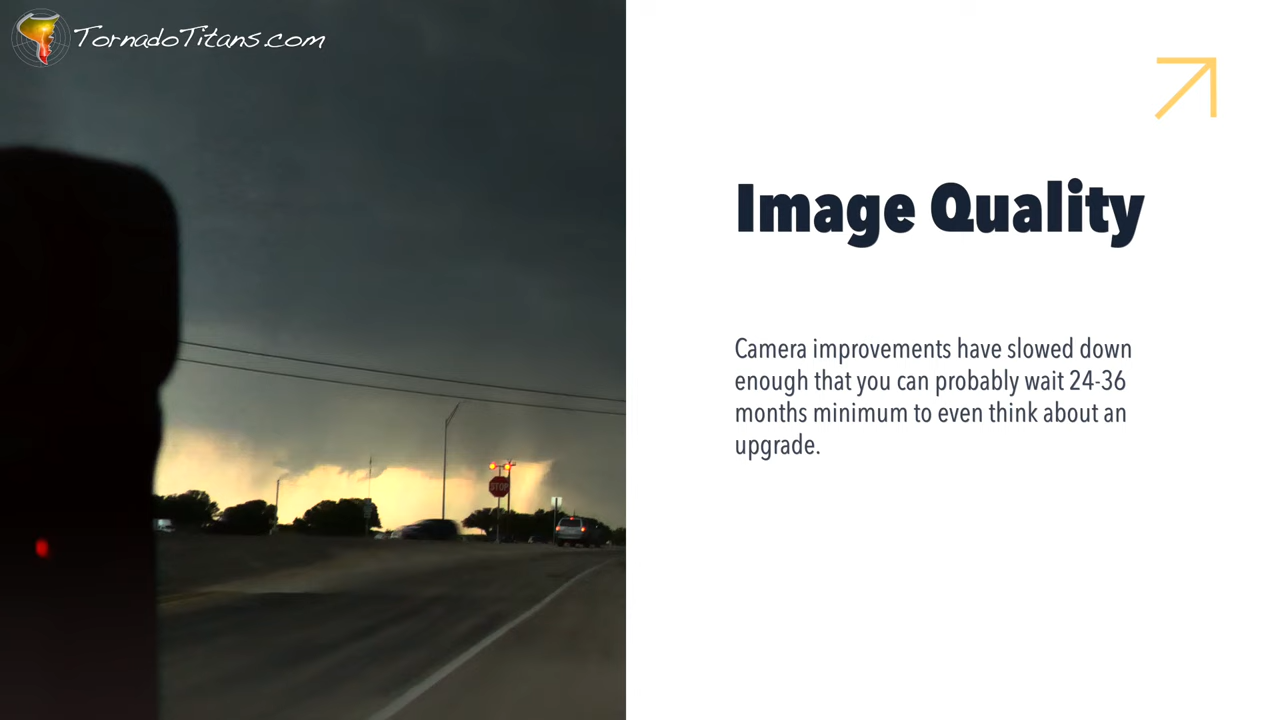 TornadoTitans.com
Image Quality
Camera improvements have slowed down
enough that you can probably wait 24-36
months minimum to even think about an
upgrade.
STOP